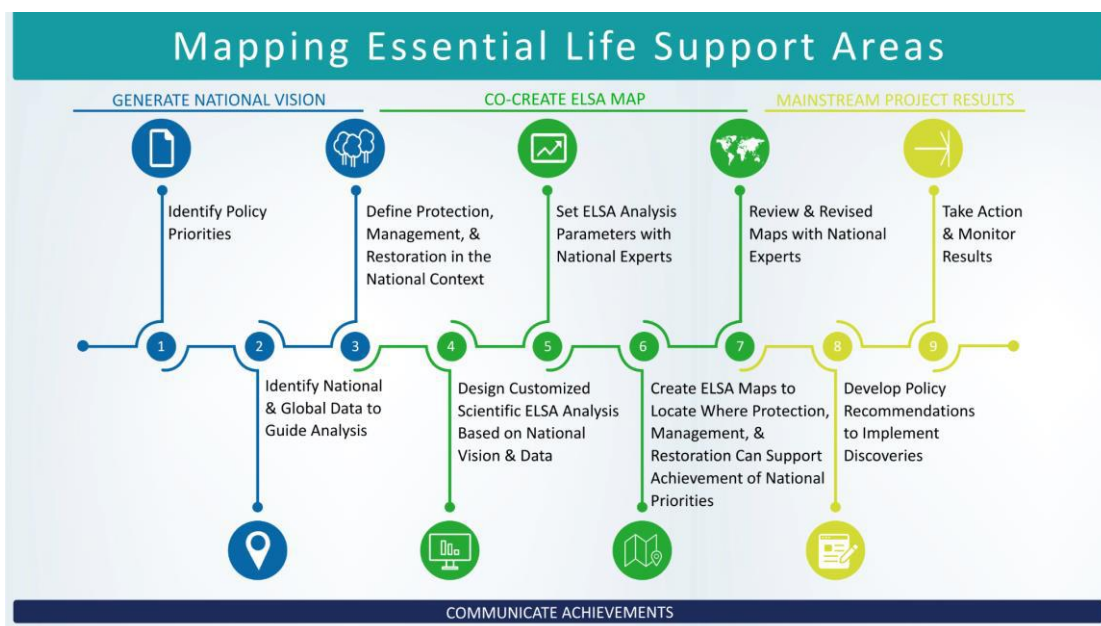 Mapping Essential Life Support Areas
GENERATE NATIONAL VISION
CO-CREATE ELSA MAP
MAINSTREAM PROJECT RESULTS
Identify Policy
Priorities
Define Protection,
Management, &
Restoration in the
National Context
Set ELSA Analysis
Parameters with
National Experts
Review & Revised
Maps with National
Experts
Take Action
& Monitor
Results
1
2
3
4
5
6
7
8
9
Identify National
& Global Data to
Guide Analysis
Design Customized
Scientific ELSA Analysis
Based on National
Vision & Data
Create ELSA Maps to
Locate Where Protection,
Management, &
Restoration Can Support
Achievement of National
Priorities
Develop Policy
Recommendations
to Implement
Discoveries
COMMUNICATE ACHIEVEMENTS